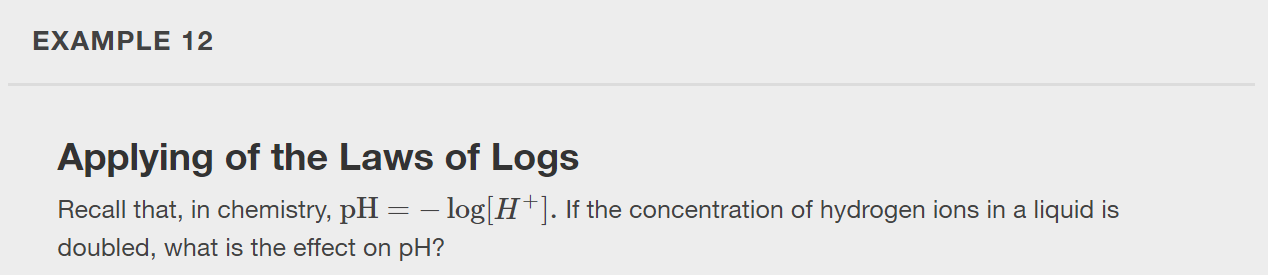 EXAMPLE 12
Applying of the Laws of Logs
Recall that, in chemistry, pH = − log[H⁺]. If the concentration of hydrogen ions in a liquid is
doubled, what is the effect on pH?